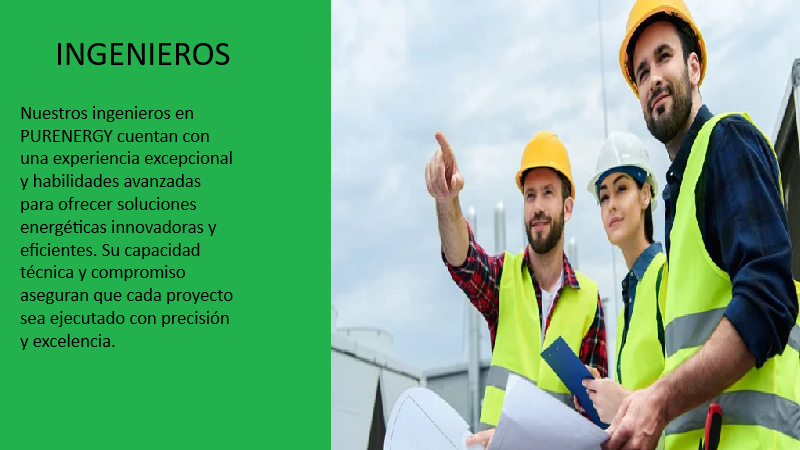 INGENIEROS
Nuestros ingenieros en
PURENERGY cuentan con
una experiencia excepcional
y habilidades avanzadas
para ofrecer soluciones
energéticas innovadoras y
eficientes. Su capacidad
técnica y compromiso
aseguran que cada proyecto
sea ejecutado con precisión
y excelencia.